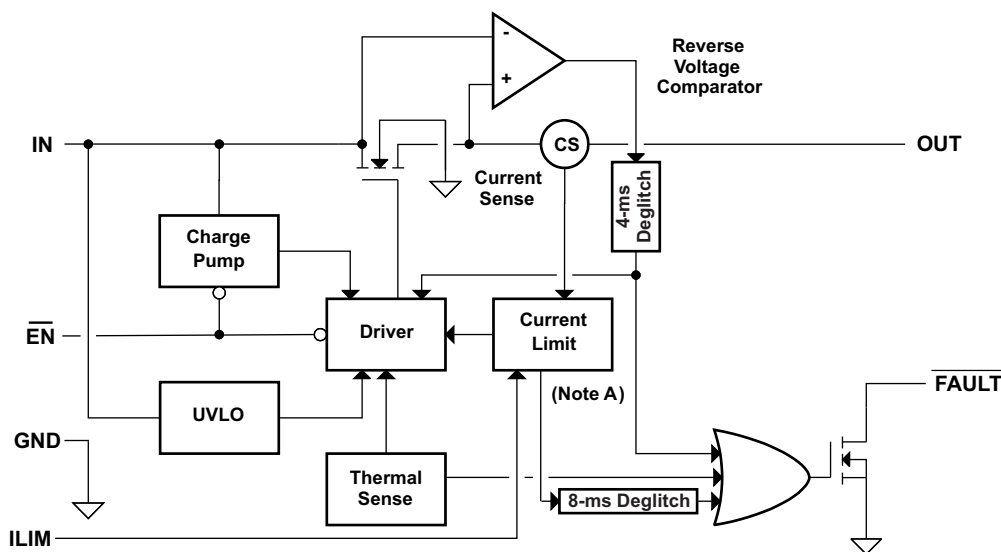 Reverse
Voltage
Comparator
-
+
IN
CS
OUT
Current
Sense
4-ms
Deglitch
Charge
Pump
EN
Driver
Current
Limit
(Note A)
FAULT
UVLO
GND
Thermal
Sense
8-ms Deglitch
ILIM